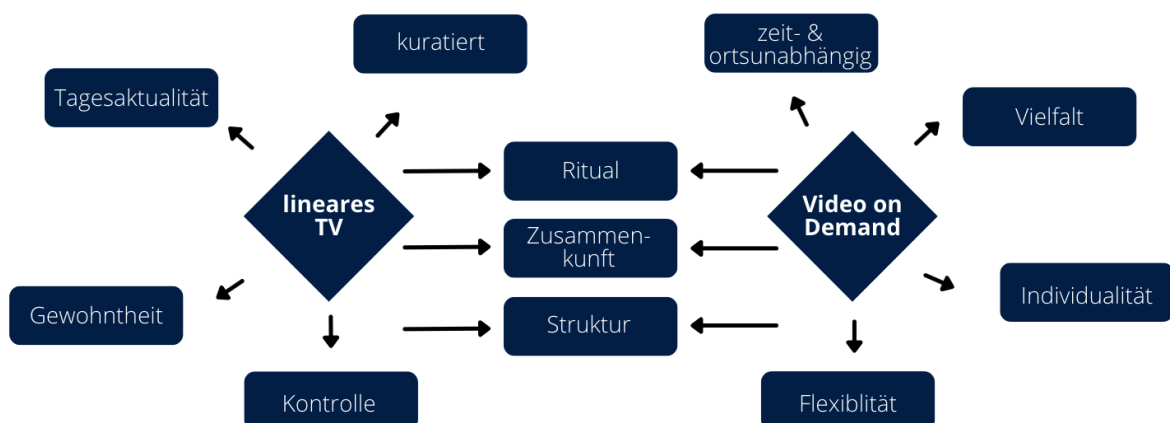 kuratiert
zeit- &
ortsunabhängig
Tagesaktualität
Vielfalt
Ritual
lineares
TV
Video on
Demand
Zusammen-
kunft
Individualität
Gewohntheit
Struktur
Kontrolle
Flexiblität